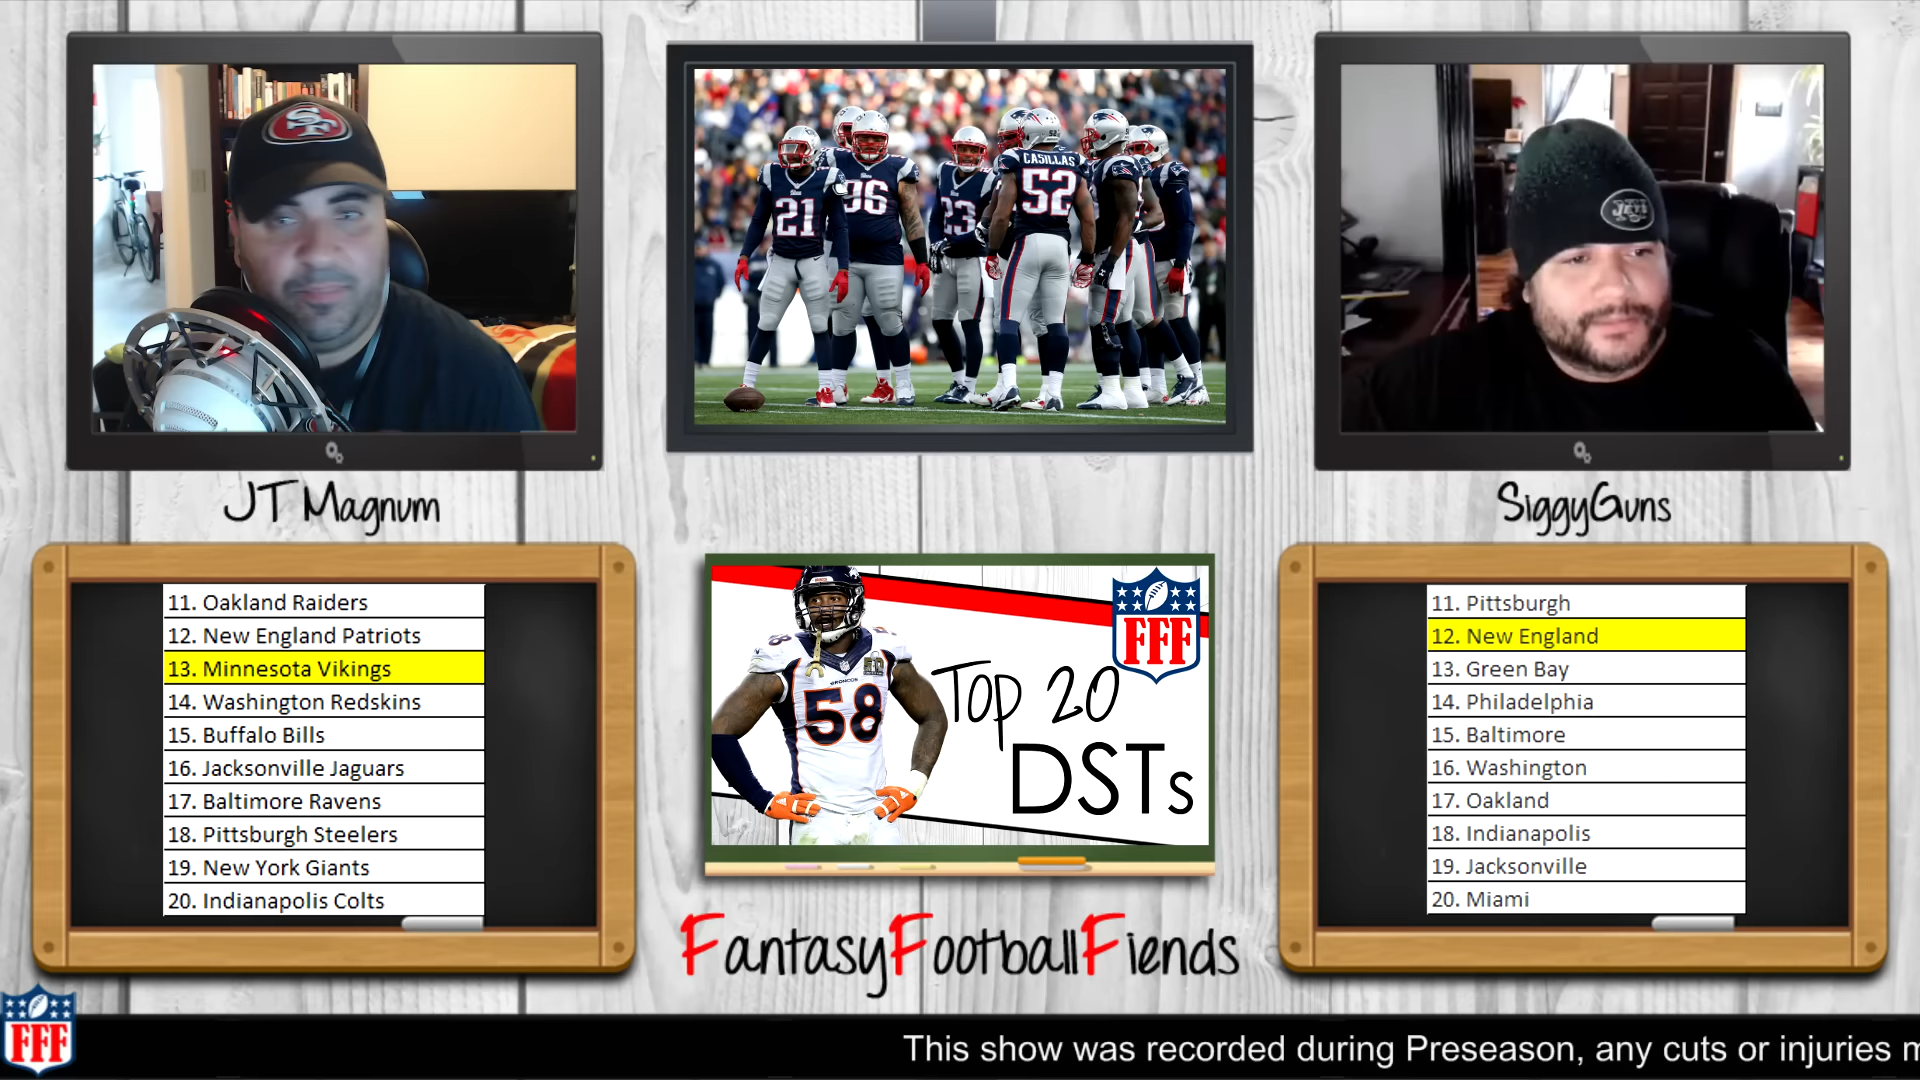 SF
CASILLAS
21
96
23
52
JETS
JT Magnum
SiggyGuns
11. Oakland Raiders
12. New England Patriots
13. Minnesota Vikings
14. Washington Redskins
15. Buffalo Bills
16. Jacksonville Jaguars
17. Baltimore Ravens
18. Pittsburgh Steelers
19. New York Giants
20. Indianapolis Colts
BRONCOS
58
FFF
Top 20
DSTs
11. Pittsburgh
12. New England
13. Green Bay
14. Philadelphia
15. Baltimore
16. Washington
17. Oakland
18. Indianapolis
19. Jacksonville
20. Miami
FantasyFootballFiends
FFF
This show was recorded during Preseason, any cuts or injuries